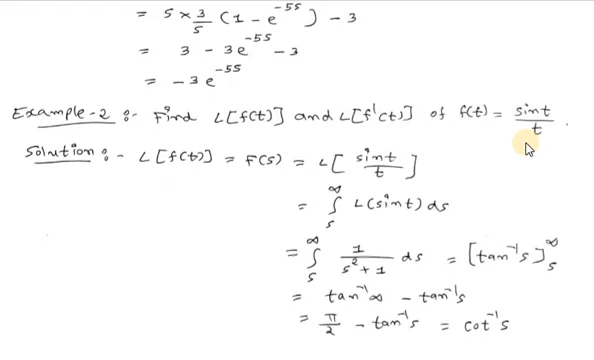 = 5 × 3/5 (1 - e^-5s) - 3
= 3 - 3e^-5s - 3
= -3 e^-5s
Example-2 :- Find L[f(t)] and L[f'(t)] of f(t) = sint/t .
Solution :- L[f(t)] = F(s) = L[sint/t]
= ∫_s^∞ L(sint) ds
= ∫_s^∞ 1/(s²+1) ds = [tan⁻¹s]_s^∞
= tan⁻¹∞ - tan⁻¹s
= π/2 - tan⁻¹s = cot⁻¹s